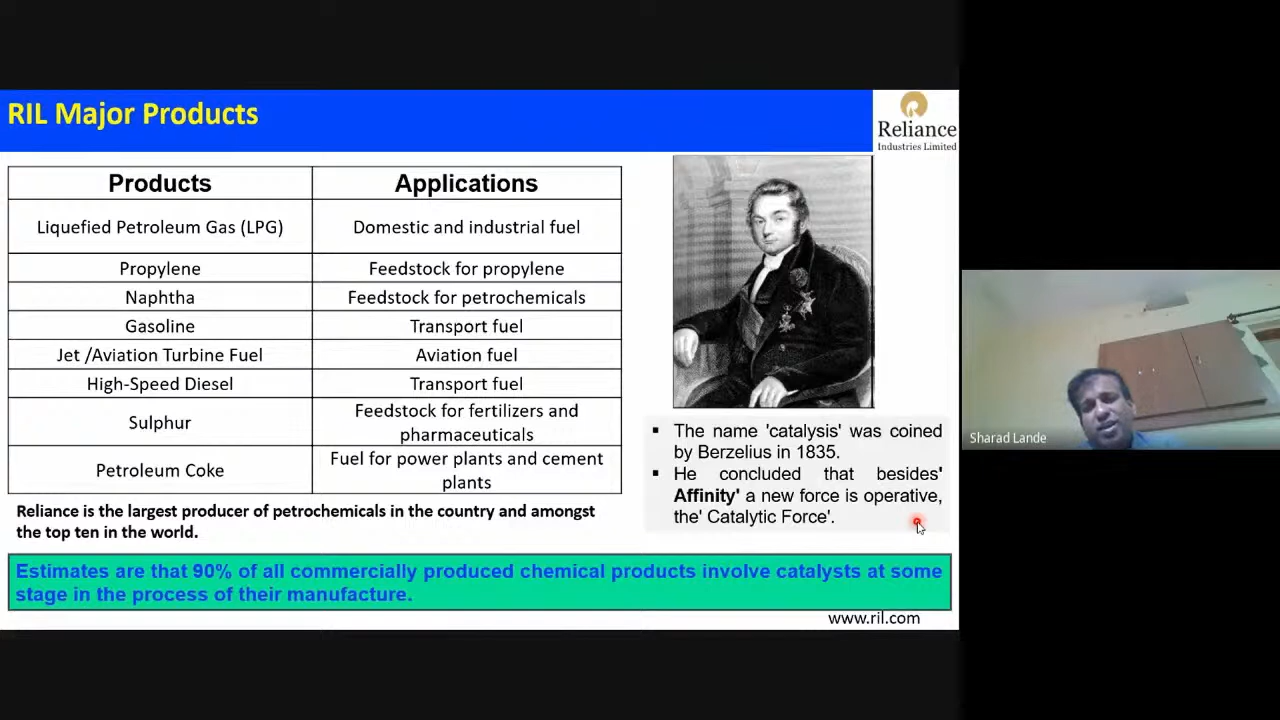 RIL Major Products
Reliance
Industries Limited
Products Applications
Liquefied Petroleum Gas (LPG) Domestic and industrial fuel
Propylene Feedstock for propylene
Naphtha Feedstock for petrochemicals
Gasoline Transport fuel
Jet /Aviation Turbine Fuel Aviation fuel
High-Speed Diesel Transport fuel
Sulphur Feedstock for fertilizers and
pharmaceuticals
Petroleum Coke Fuel for power plants and cement
plants
Reliance is the largest producer of petrochemicals in the country and amongst
the top ten in the world.
▪ The name 'catalysis' was coined
by Berzelius in 1835.
▪ He concluded that besides'
Affinity' a new force is operative,
the' Catalytic Force'.
Estimates are that 90% of all commercially produced chemical products involve catalysts at some
stage in the process of their manufacture.
www.ril.com
Sharad Lande